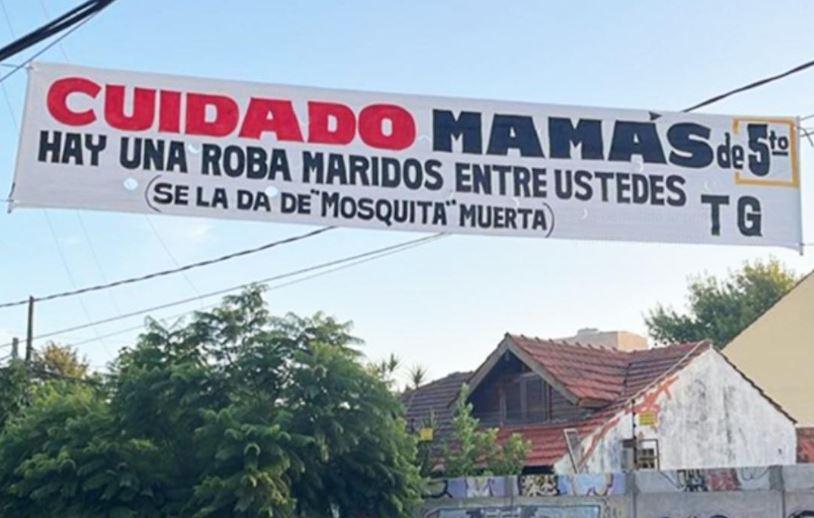 CUIDADO MAMAS de 5to
HAY UNA ROBA MARIDOS ENTRE USTEDES
(SE LA DA DE "MOSQUITA" MUERTA) TG